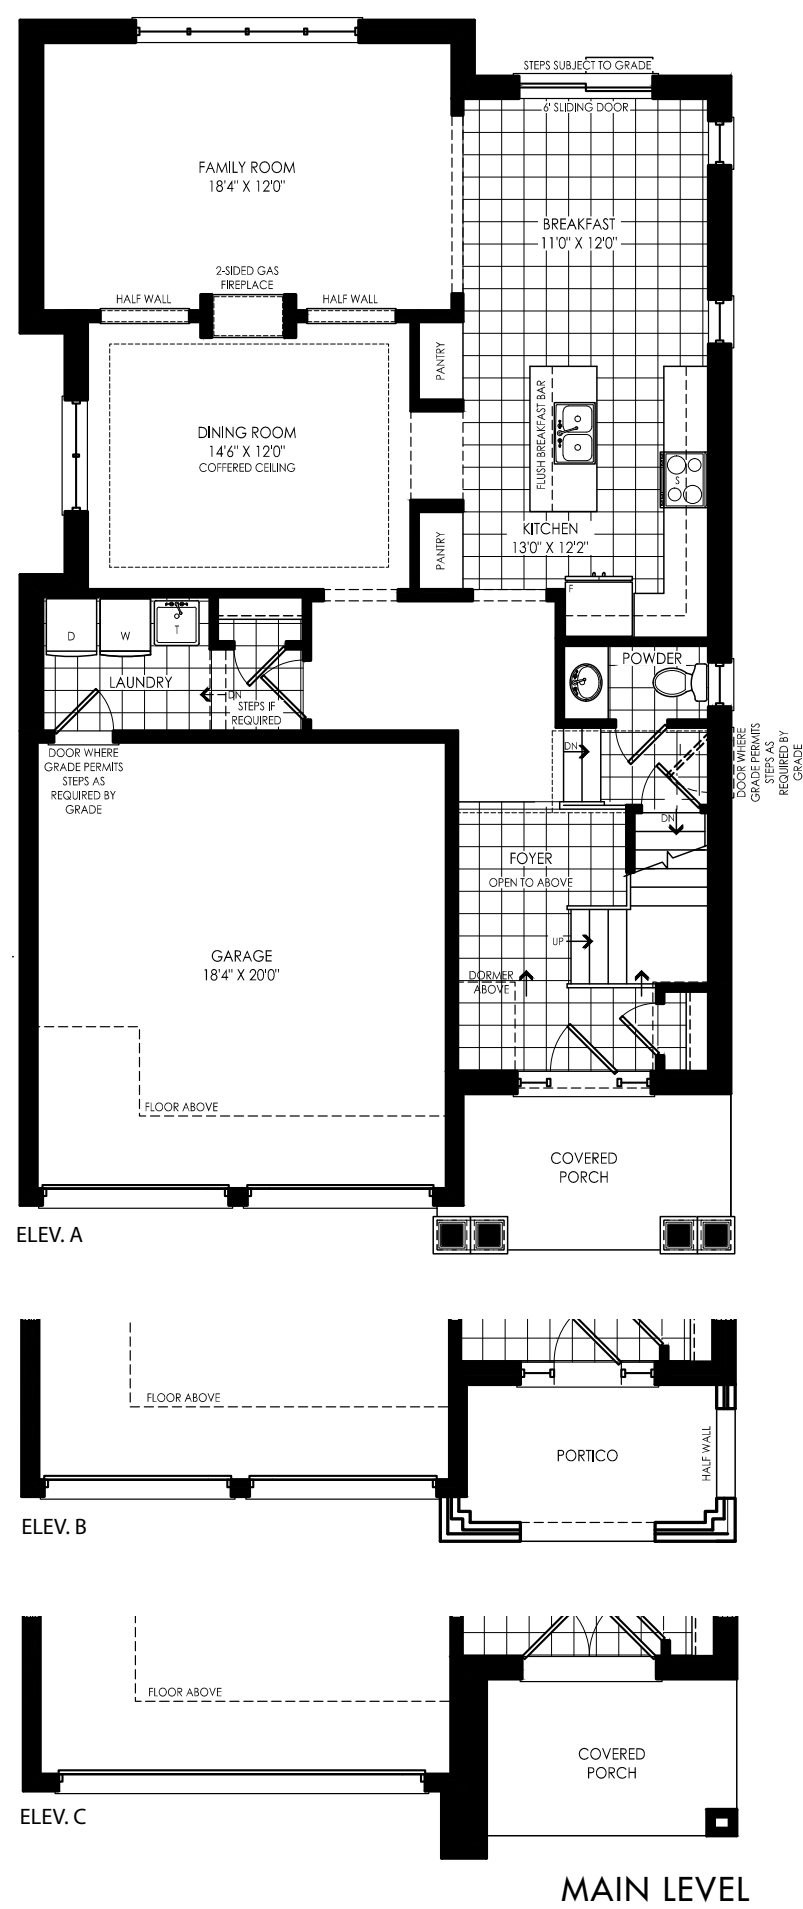 STEPS SUBJECT TO GRADE
6' SLIDING DOOR
FAMILY ROOM
18'4" X 12'0"
BREAKFAST
11'0" X 12'0"
2-SIDED GAS
FIREPLACE
HALF WALL
HALF WALL
PANTRY
DINING ROOM
14'6" X 12'0"
COFFERED CEILING
FLUSH BREAKFAST BAR
S
KITCHEN
13'0" X 12'2"
PANTRY
F
D
W
T
LAUNDRY
DN
STEPS IF
REQUIRED
POWDER
DN
DOOR WHERE
GRADE PERMITS
STEPS AS
REQUIRED BY
GRADE
DOOR WHERE
GRADE PERMITS
STEPS AS
REQUIRED BY
GRADE
DN
FOYER
OPEN TO ABOVE
UP
DORMER
ABOVE
GARAGE
18'4" X 20'0"
FLOOR ABOVE
COVERED
PORCH
ELEV. A
FLOOR ABOVE
PORTICO
HALF WALL
ELEV. B
FLOOR ABOVE
COVERED
PORCH
ELEV. C
MAIN LEVEL